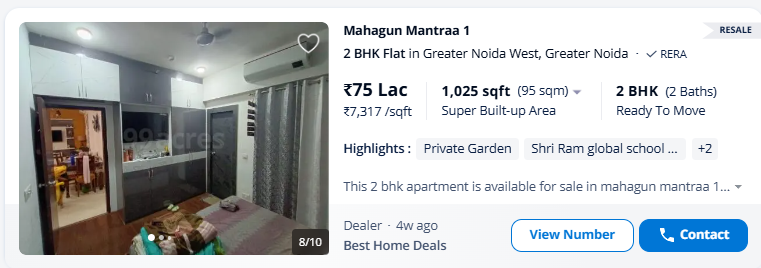 99acres
8/10
Mahagun Mantraa 1
RESALE
2 BHK Flat in Greater Noida West, Greater Noida · ✓ RERA
₹75 Lac
₹7,317 /sqft
1,025 sqft (95 sqm)
Super Built-up Area
2 BHK (2 Baths)
Ready To Move
Highlights : Private Garden Shri Ram global school ... +2
This 2 bhk apartment is available for sale in mahagun mantraa 1...
Dealer · 4w ago
Best Home Deals
View Number
Contact